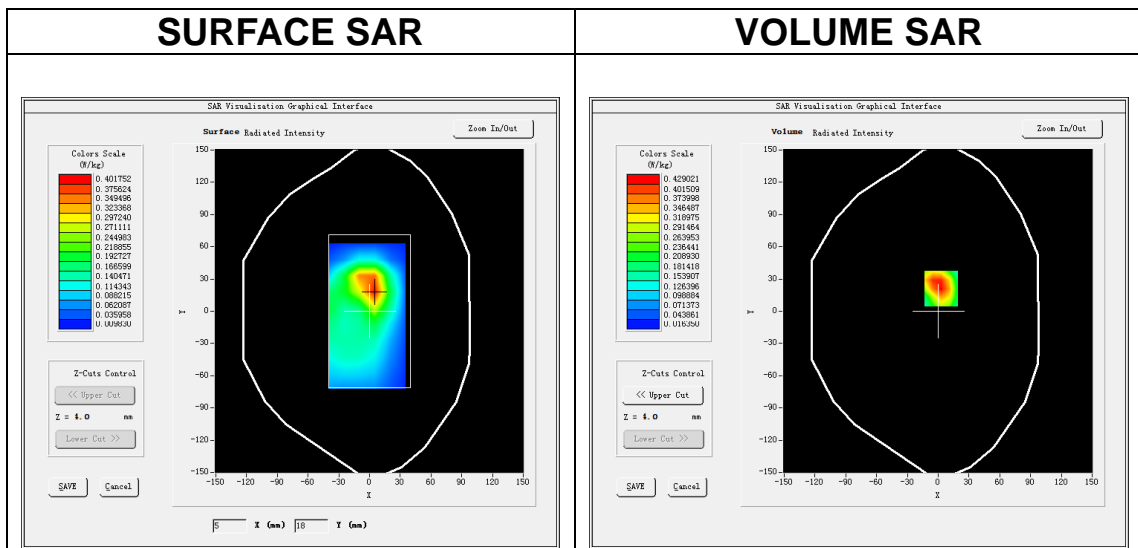 SURFACE SAR
VOLUME SAR
SAR Visualisation Graphical Interface
Surface Radiated Intensity
Zoom In/Out
Colors Scale
(W/kg)
0.401752
0.375624
0.349496
0.323368
0.297240
0.271111
0.244983
0.218855
0.192727
0.166599
0.140471
0.114343
0.088215
0.062087
0.035958
0.009830
150
120
90
60
30
0
-30
-60
-90
-120
-150
Y
-150 -120 -90 -60 -30 0 30 60 90 120 150
X
Z-Cuts Control
<< Upper Cut
Z = 4.0 mm
Lower Cut >>
SAVE Cancel
5 X (mm) 18 Y (mm)
SAR Visualisation Graphical Interface
Volume Radiated Intensity
Zoom In/Out
Colors Scale
(W/kg)
0.429021
0.401509
0.373998
0.346487
0.318975
0.291464
0.263953
0.236441
0.208930
0.181418
0.153907
0.126396
0.098884
0.071373
0.043861
0.016350
150
120
90
60
30
0
-30
-60
-90
-120
-150
Y
-150 -120 -90 -60 -30 0 30 60 90 120 150
X
Z-Cuts Control
<< Upper Cut
Z = 4.0 mm
Lower Cut >>
SAVE Cancel